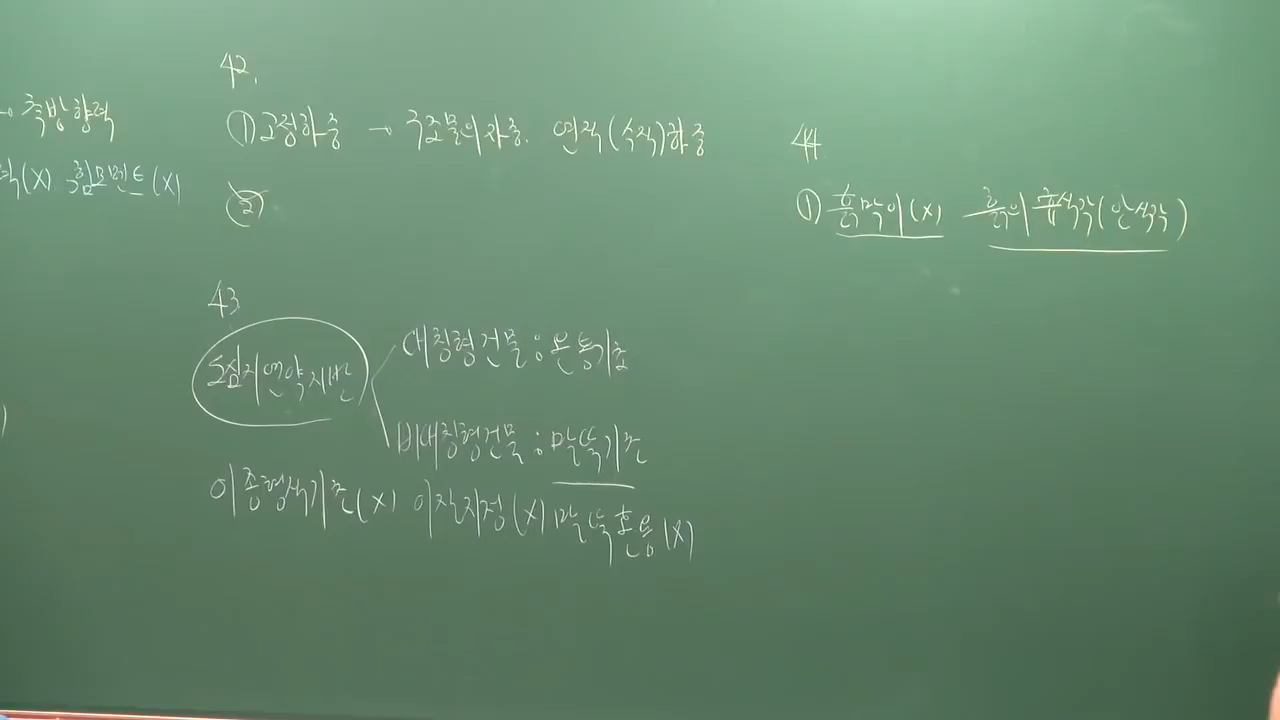 → 축방향력
력(X) 휨모멘트(X)
42.
① 고정하중 → 구조물의 자중. 연직(수직)하중
②
43
도심지연약지반
대칭형건물 : 온통기초
비대칭형건물 : 말뚝기초
이종형식기초(X) 이질지정(X) 말뚝혼용(X)
44.
① 흙막이(X) 흙의 휴식각(안식각)